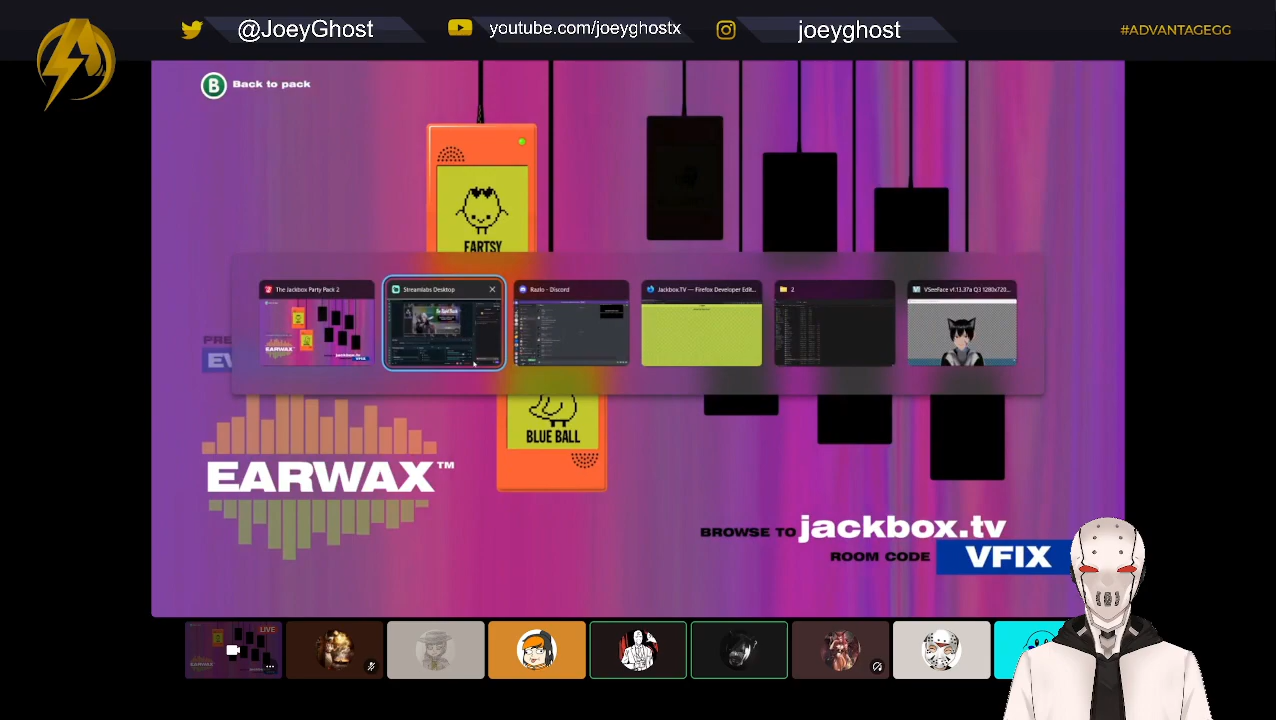 @JoeyGhost
youtube.com/joeyghostx
joeyghost
#ADVANTAGEGG
B
Back to pack
FARTSY
The Jackbox Party Pack 2
Streamlabs Desktop
Razlo - Discord
Jackbox.TV — Firefox Developer Edit...
2
VSeeFace v1.13.37a Q3 1280x720...
BLUE BALL
EARWAX™
BROWSE TO jackbox.tv
ROOM CODE VFIX
LIVE